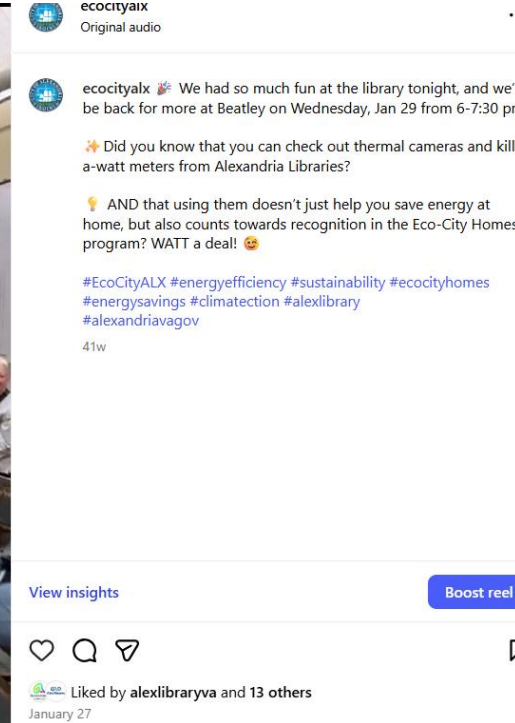 ecocityalx
Original audio
ecocityalx 🎉 We had so much fun at the library tonight, and we'
be back for more at Beatley on Wednesday, Jan 29 from 6-7:30 p
✨ Did you know that you can check out thermal cameras and kill
a-watt meters from Alexandria Libraries?
💡 AND that using them doesn't just help you save energy at
home, but also counts towards recognition in the Eco-City Homes
program? WATT a deal! 😉
#EcoCityALX #energyefficiency #sustainability #ecocityhomes
#energysavings #climatection #alexlibrary
#alexandriavagov
41w
View insights
Boost reel
Liked by alexlibraryva and 13 others
January 27